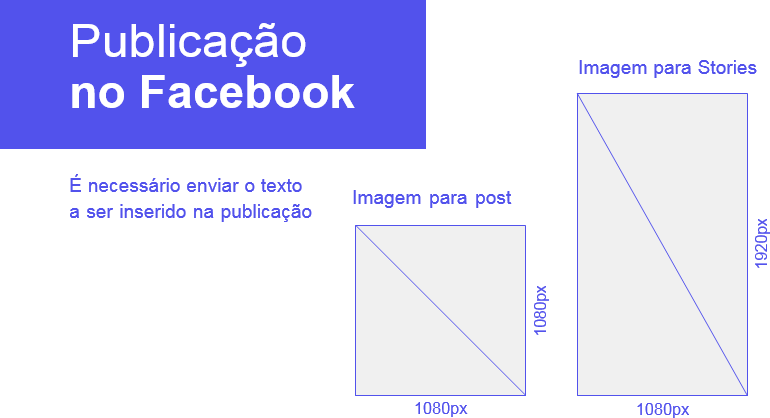 Publicação
no Facebook
É necessário enviar o texto
a ser inserido na publicação
Imagem para post
1080px
1080px
Imagem para Stories
1920px
1080px